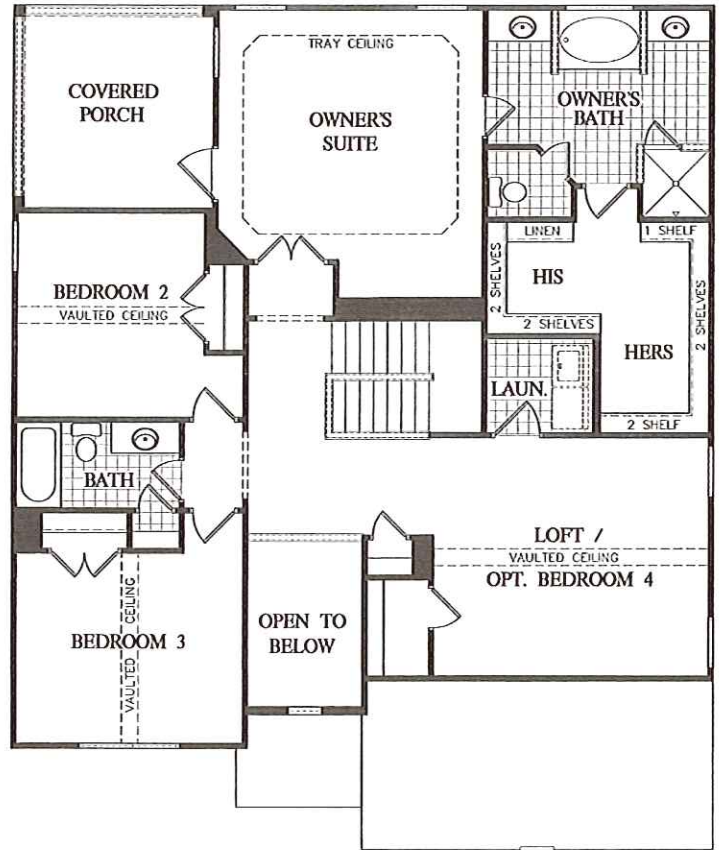 TRAY CEILING
COVERED
PORCH
OWNER'S
SUITE
OWNER'S
BATH
LINEN
1 SHELF
2 SHELVES
HIS
2 SHELVES
2 SHELVES
HERS
BEDROOM 2
VAULTED CEILING
LAUN.
2 SHELF
BATH
LOFT /
VAULTED CEILING
OPT. BEDROOM 4
BEDROOM 3
VAULTED CEILING
OPEN TO
BELOW